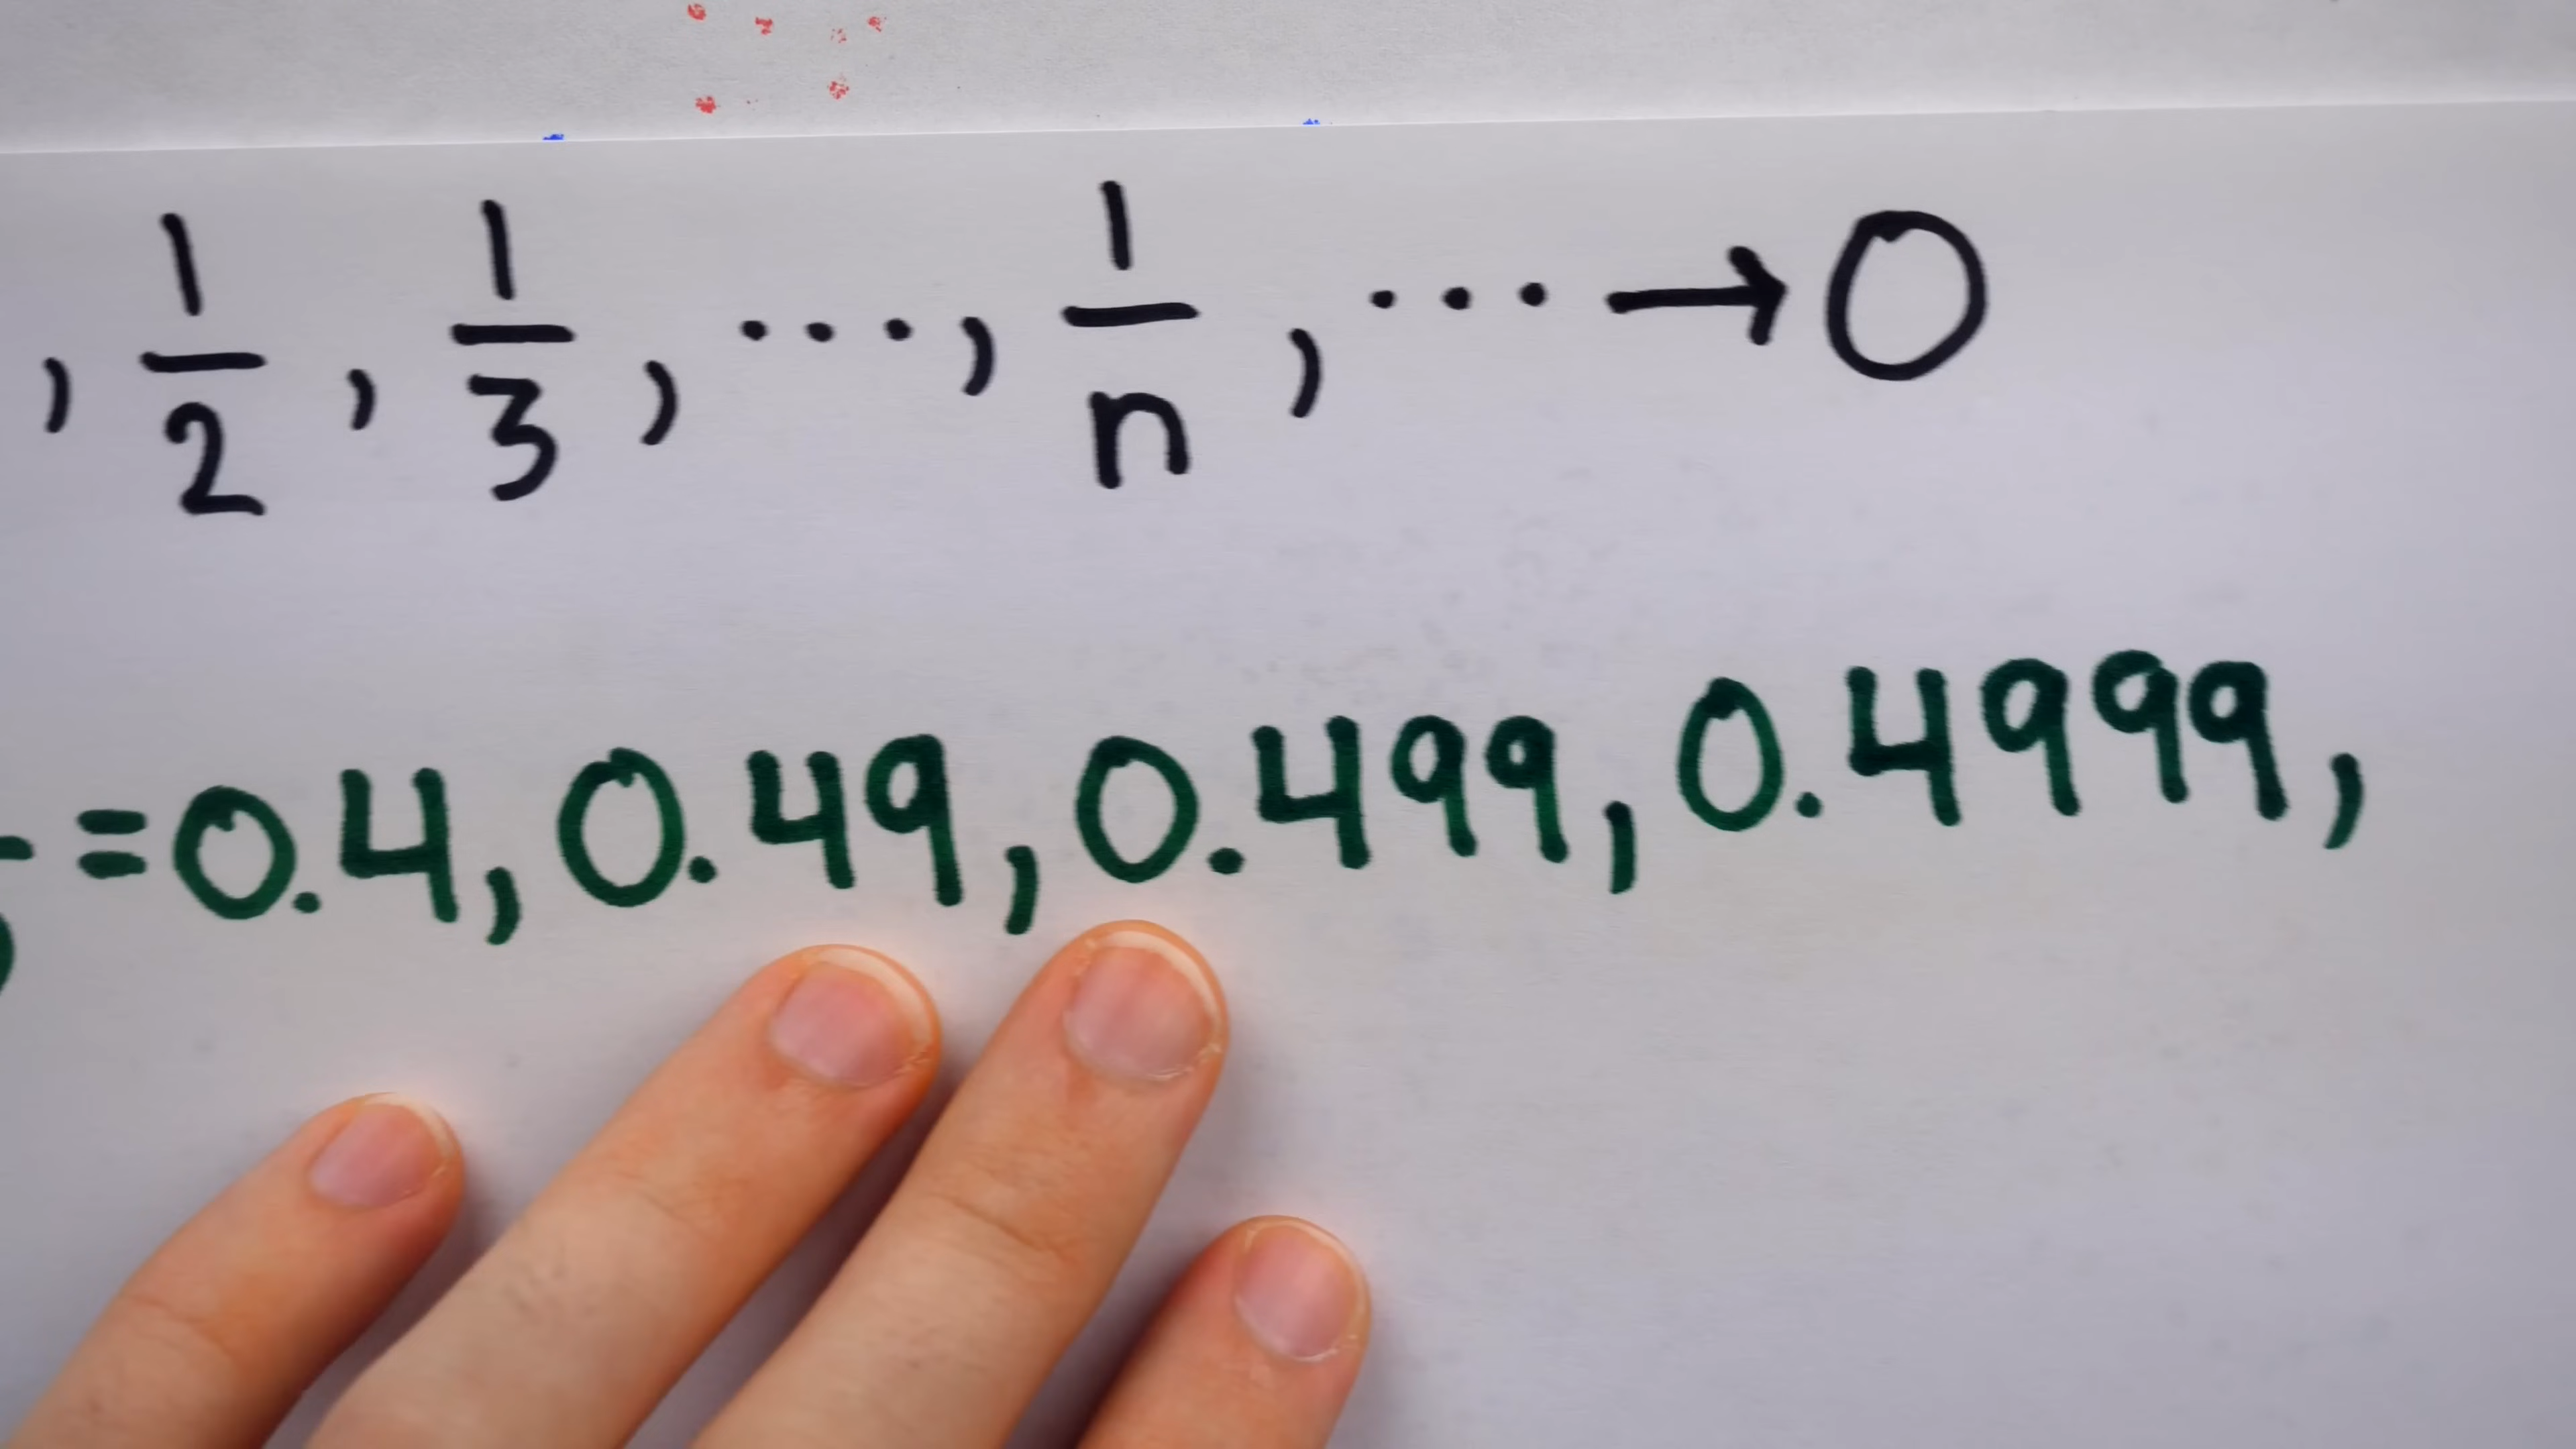 , 1/2, 1/3, ..., 1/n, ... → 0
= 0.4, 0.49, 0.499, 0.4999,